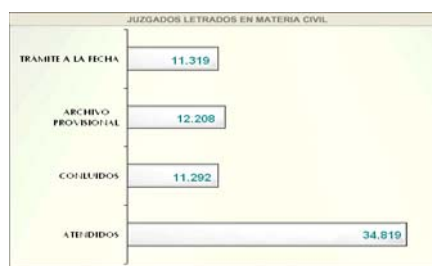 JUZGADOS LETRADOS EN MATERIA CIVIL
TRAMITE A LA FECHA
11.319
ARCHIVO
PROVISIONAL
12.208
CONLUIDOS
11.292
ATENDIDOS
34.819